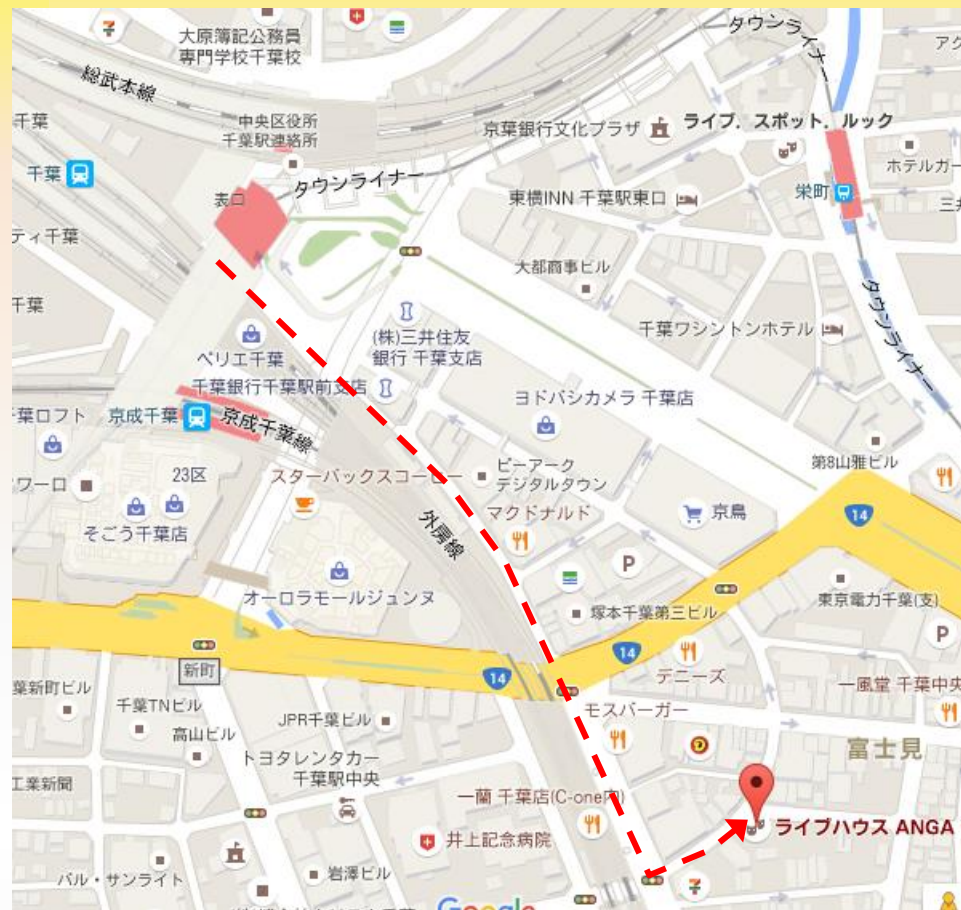 大原簿記公務員
専門学校千葉校
タウンライナー
総武本線
千葉
中央区役所
千葉駅連絡所
京葉銀行文化プラザ
ライブ．スポット．ルック
千葉
表口
タウンライナー
東横INN 千葉駅東口
栄町
ホテルガー
ティ千葉
大都商事ビル
千葉
(株)三井住友
銀行 千葉支店
千葉ワシントンホテル
タウンライナー
ペリエ千葉
千葉銀行千葉駅前支店
ヨドバシカメラ 千葉店
葉ロフト
京成千葉
京成千葉線
第8山雅ビル
23区
スターバックスコーヒー
ビーアーク
デジタルタウン
ワーロ
そごう千葉店
外房線
マクドナルド
京鳥
14
P
オーロラモールジュンヌ
塚本千葉第三ビル
東京電力千葉(支)
14
P
新町
14
デニーズ
葉新町ビル
千葉TNビル
モスバーガー
一風堂 千葉中央
高山ビル
JPR千葉ビル
富士見
トヨタレンタカー
千葉駅中央
工業新聞
一蘭 千葉店(C-one内)
ライブハウス ANGA
井上記念病院
パル・サンライト
岩澤ビル
Google